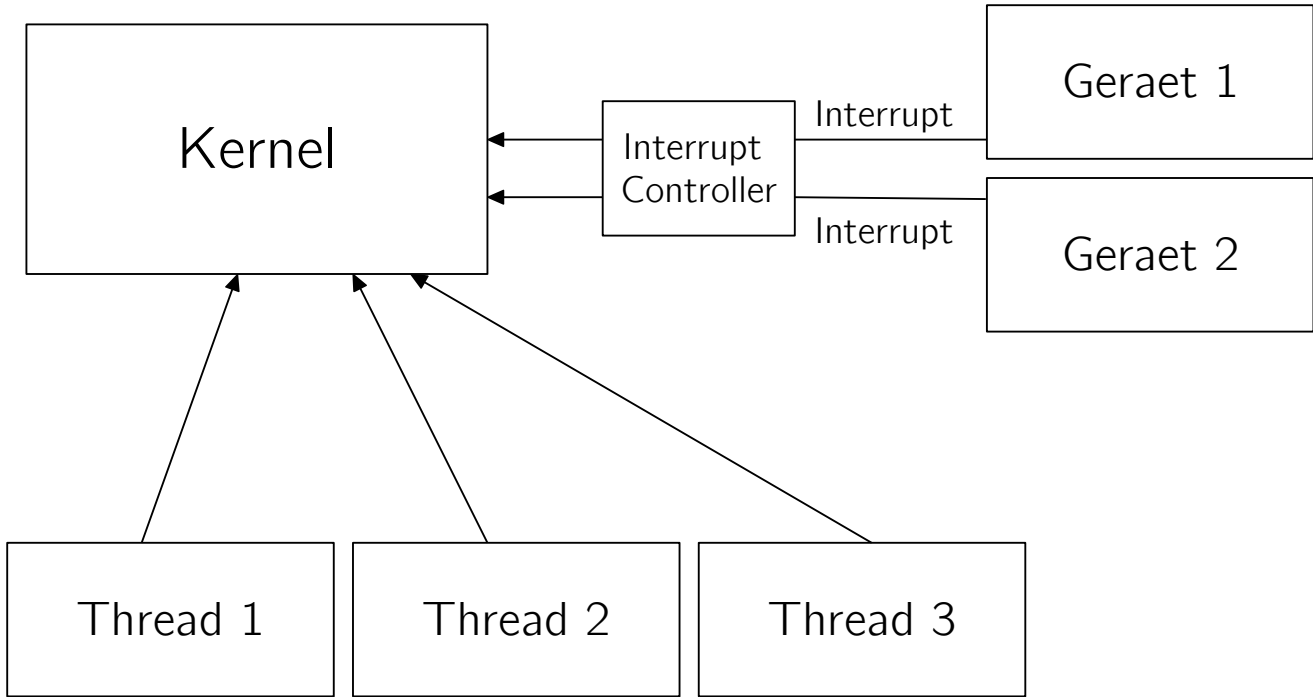 Geraet 1
Interrupt
Kernel
Interrupt
Controller
Interrupt
Geraet 2
Thread 1
Thread 2
Thread 3